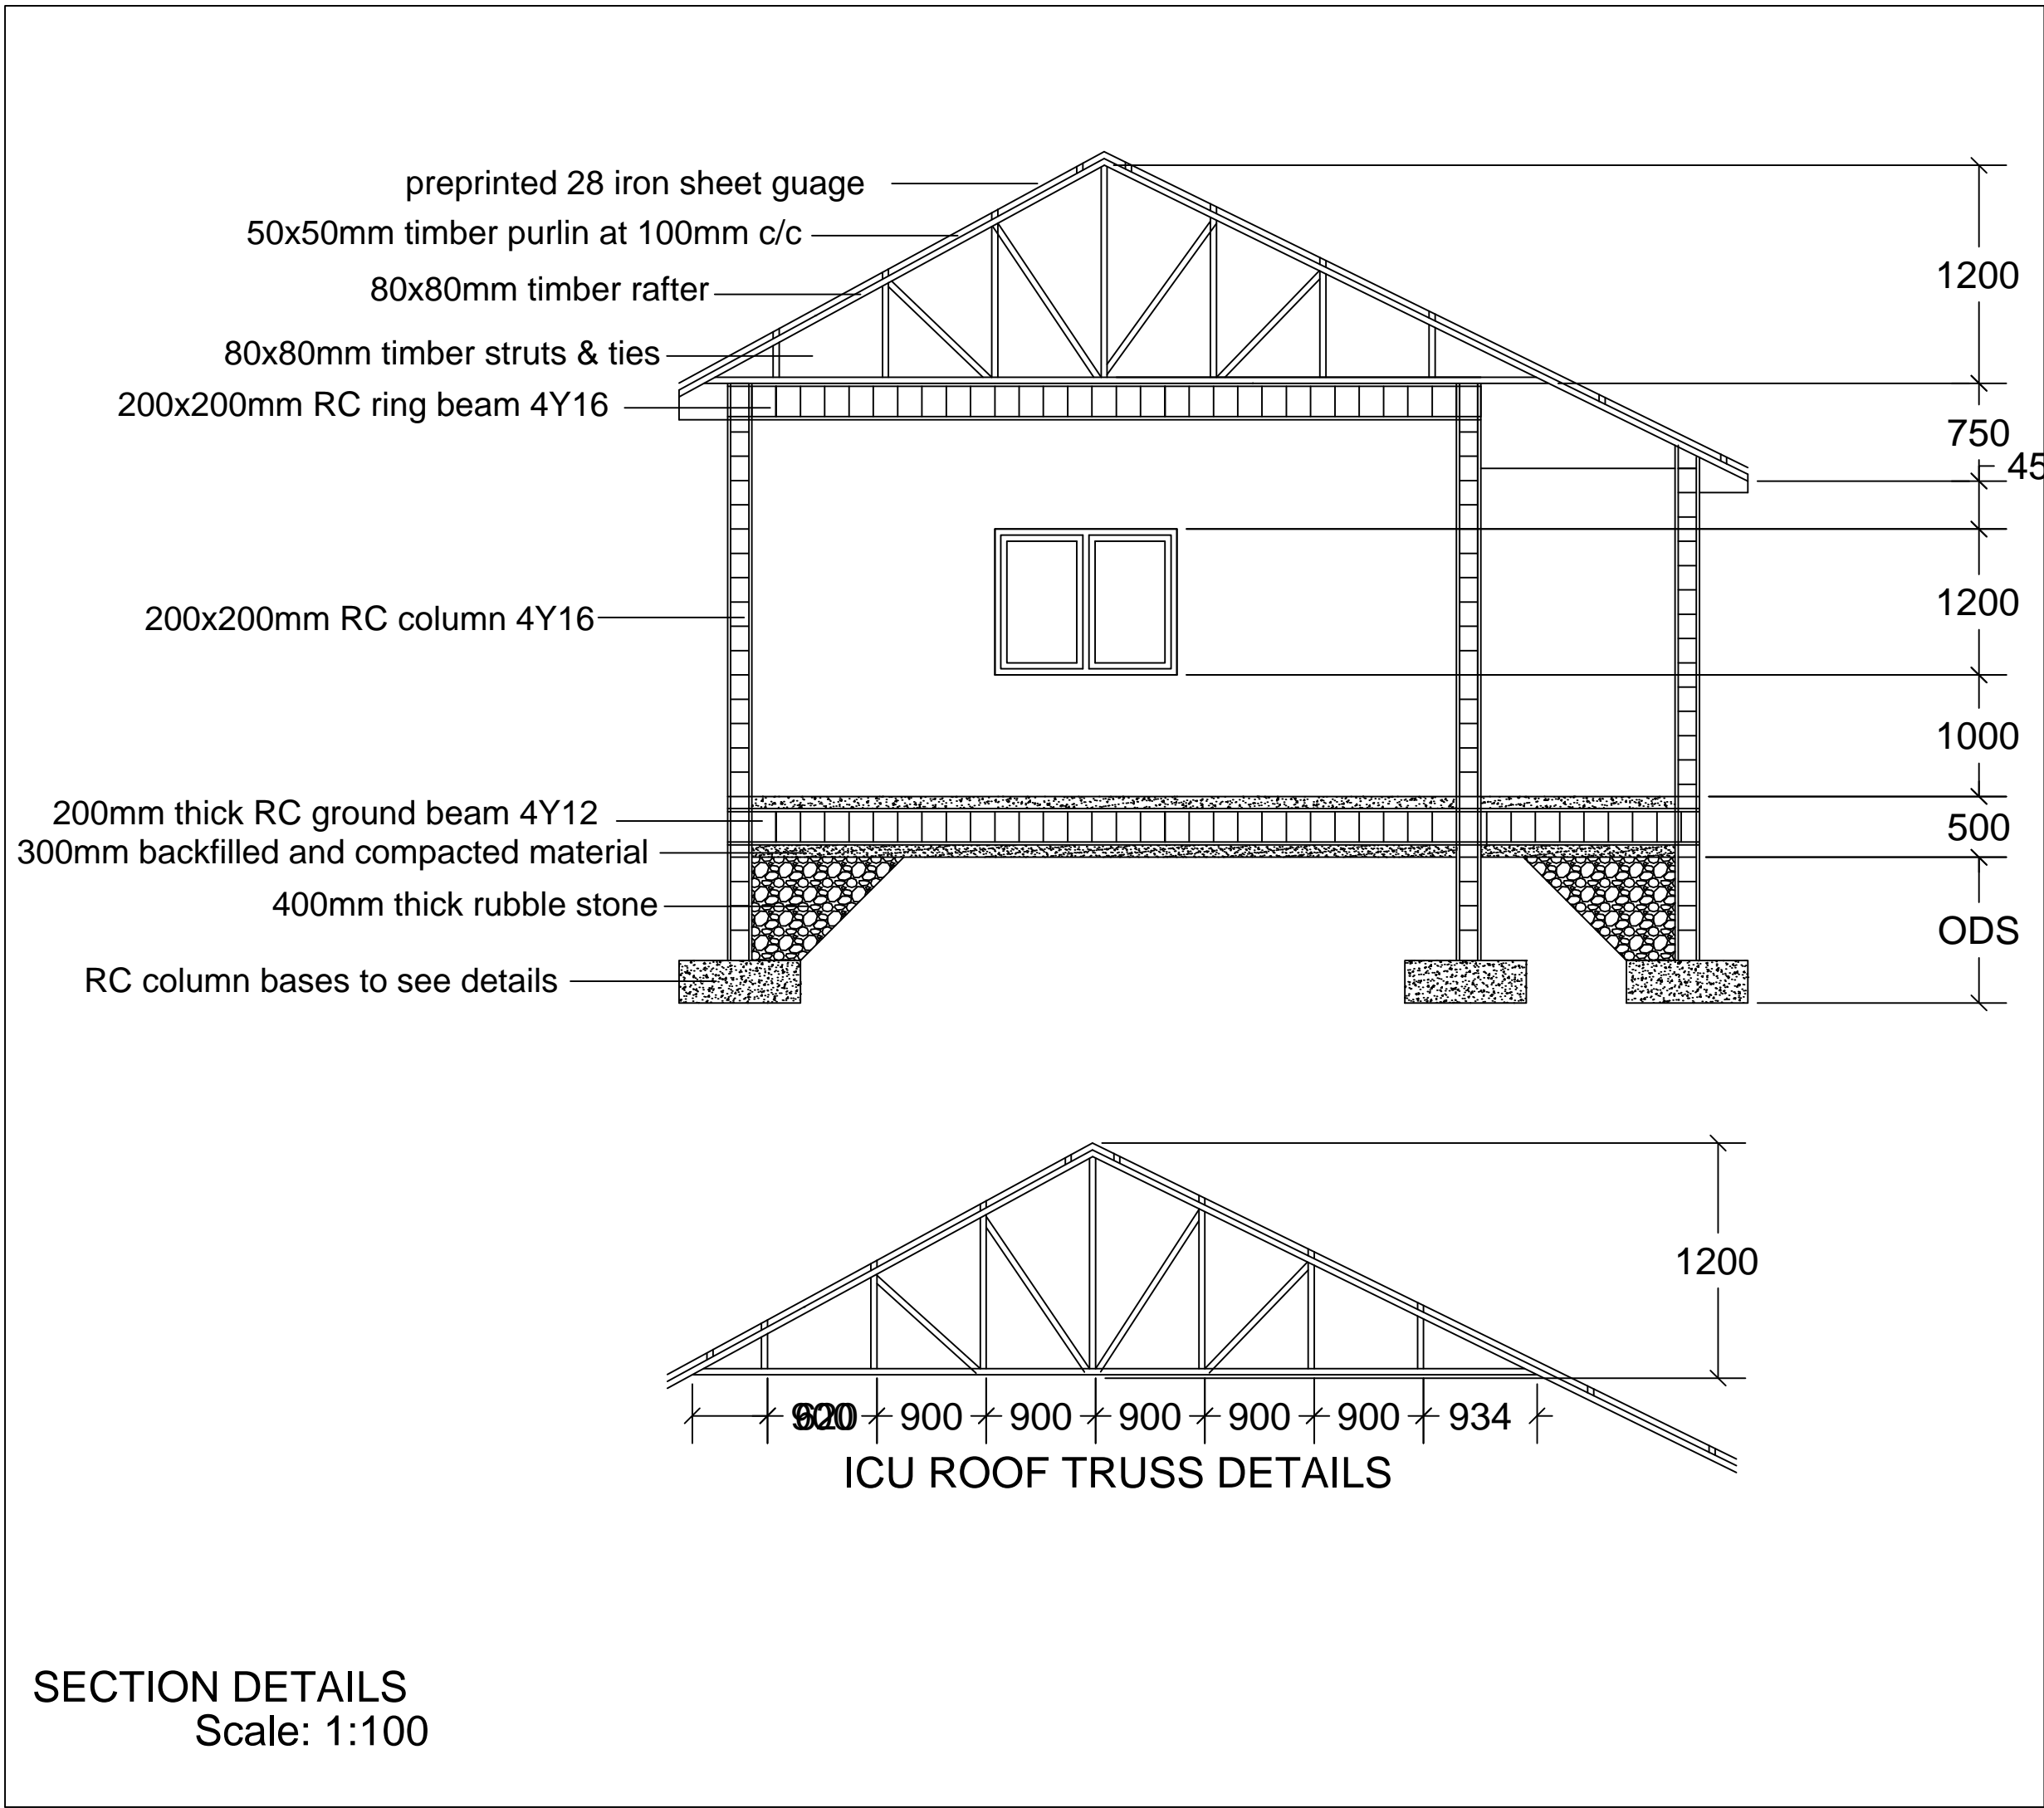 preprinted 28 iron sheet guage
50x50mm timber purlin at 100mm c/c
80x80mm timber rafter
80x80mm timber struts & ties
200x200mm RC ring beam 4Y16
200x200mm RC column 4Y16
200mm thick RC ground beam 4Y12
300mm backfilled and compacted material
400mm thick rubble stone
RC column bases to see details
1200
750
45
1200
1000
500
ODS
1200
900 900 900 900 900 934
ICU ROOF TRUSS DETAILS
SECTION DETAILS
Scale: 1:100